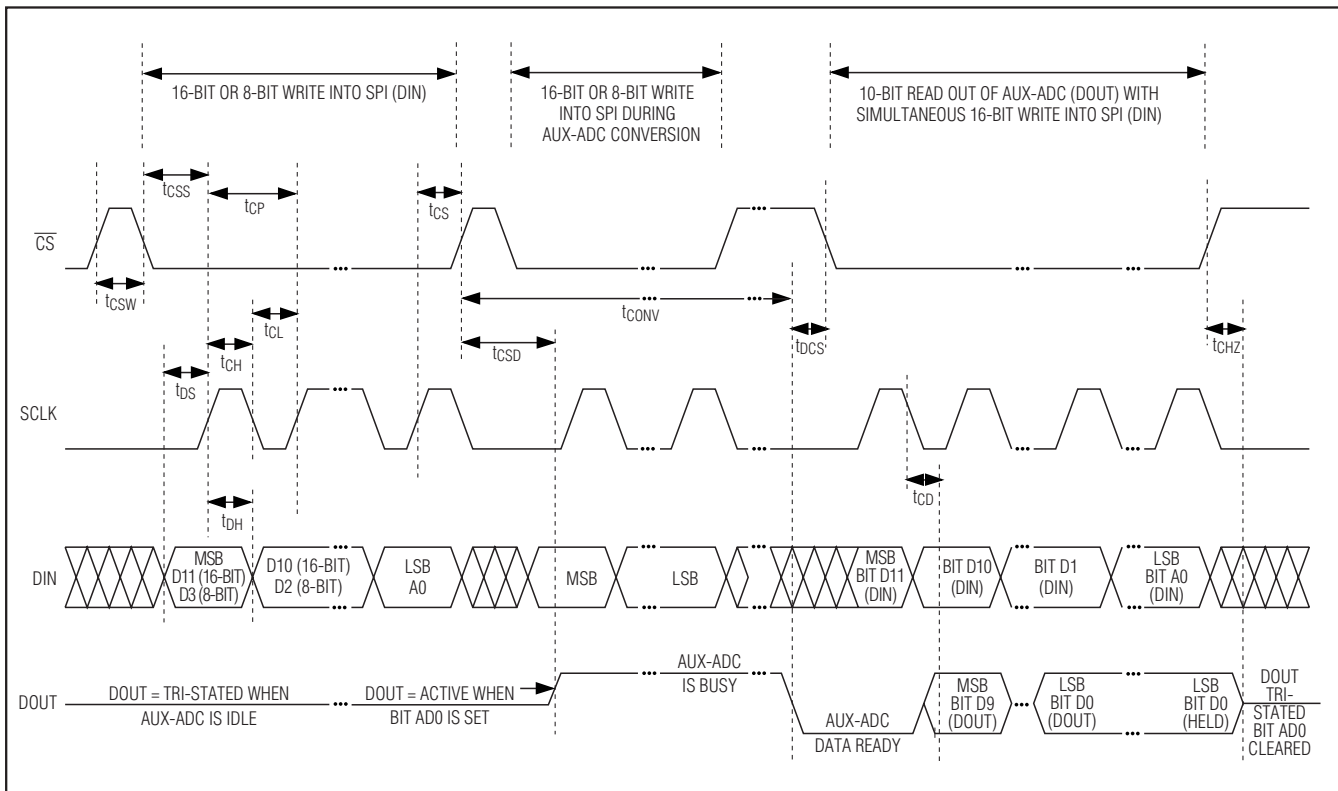 16-BIT OR 8-BIT WRITE INTO SPI (DIN)
16-BIT OR 8-BIT WRITE
INTO SPI DURING
AUX-ADC CONVERSION
10-BIT READ OUT OF AUX-ADC (DOUT) WITH
SIMULTANEOUS 16-BIT WRITE INTO SPI (DIN)
tCSS
tCP
tCS
CS
tCSW
tCL
tCONV
tCH
tCSD
tDCS
tCHZ
tDS
SCLK
tCD
tDH
DIN
MSB
D11 (16-BIT)
D3 (8-BIT)
D10 (16-BIT)
D2 (8-BIT)
LSB
A0
MSB
LSB
MSB
BIT D11
(DIN)
BIT D10
(DIN)
BIT D1
(DIN)
LSB
BIT A0
(DIN)
DOUT
DOUT = TRI-STATED WHEN
AUX-ADC IS IDLE
DOUT = ACTIVE WHEN
BIT AD0 IS SET
AUX-ADC
IS BUSY
AUX-ADC
DATA READY
MSB
BIT D9
(DOUT)
LSB
BIT D0
(DOUT)
LSB
BIT D0
(HELD)
DOUT
TRI-
STATED
BIT AD0
CLEARED